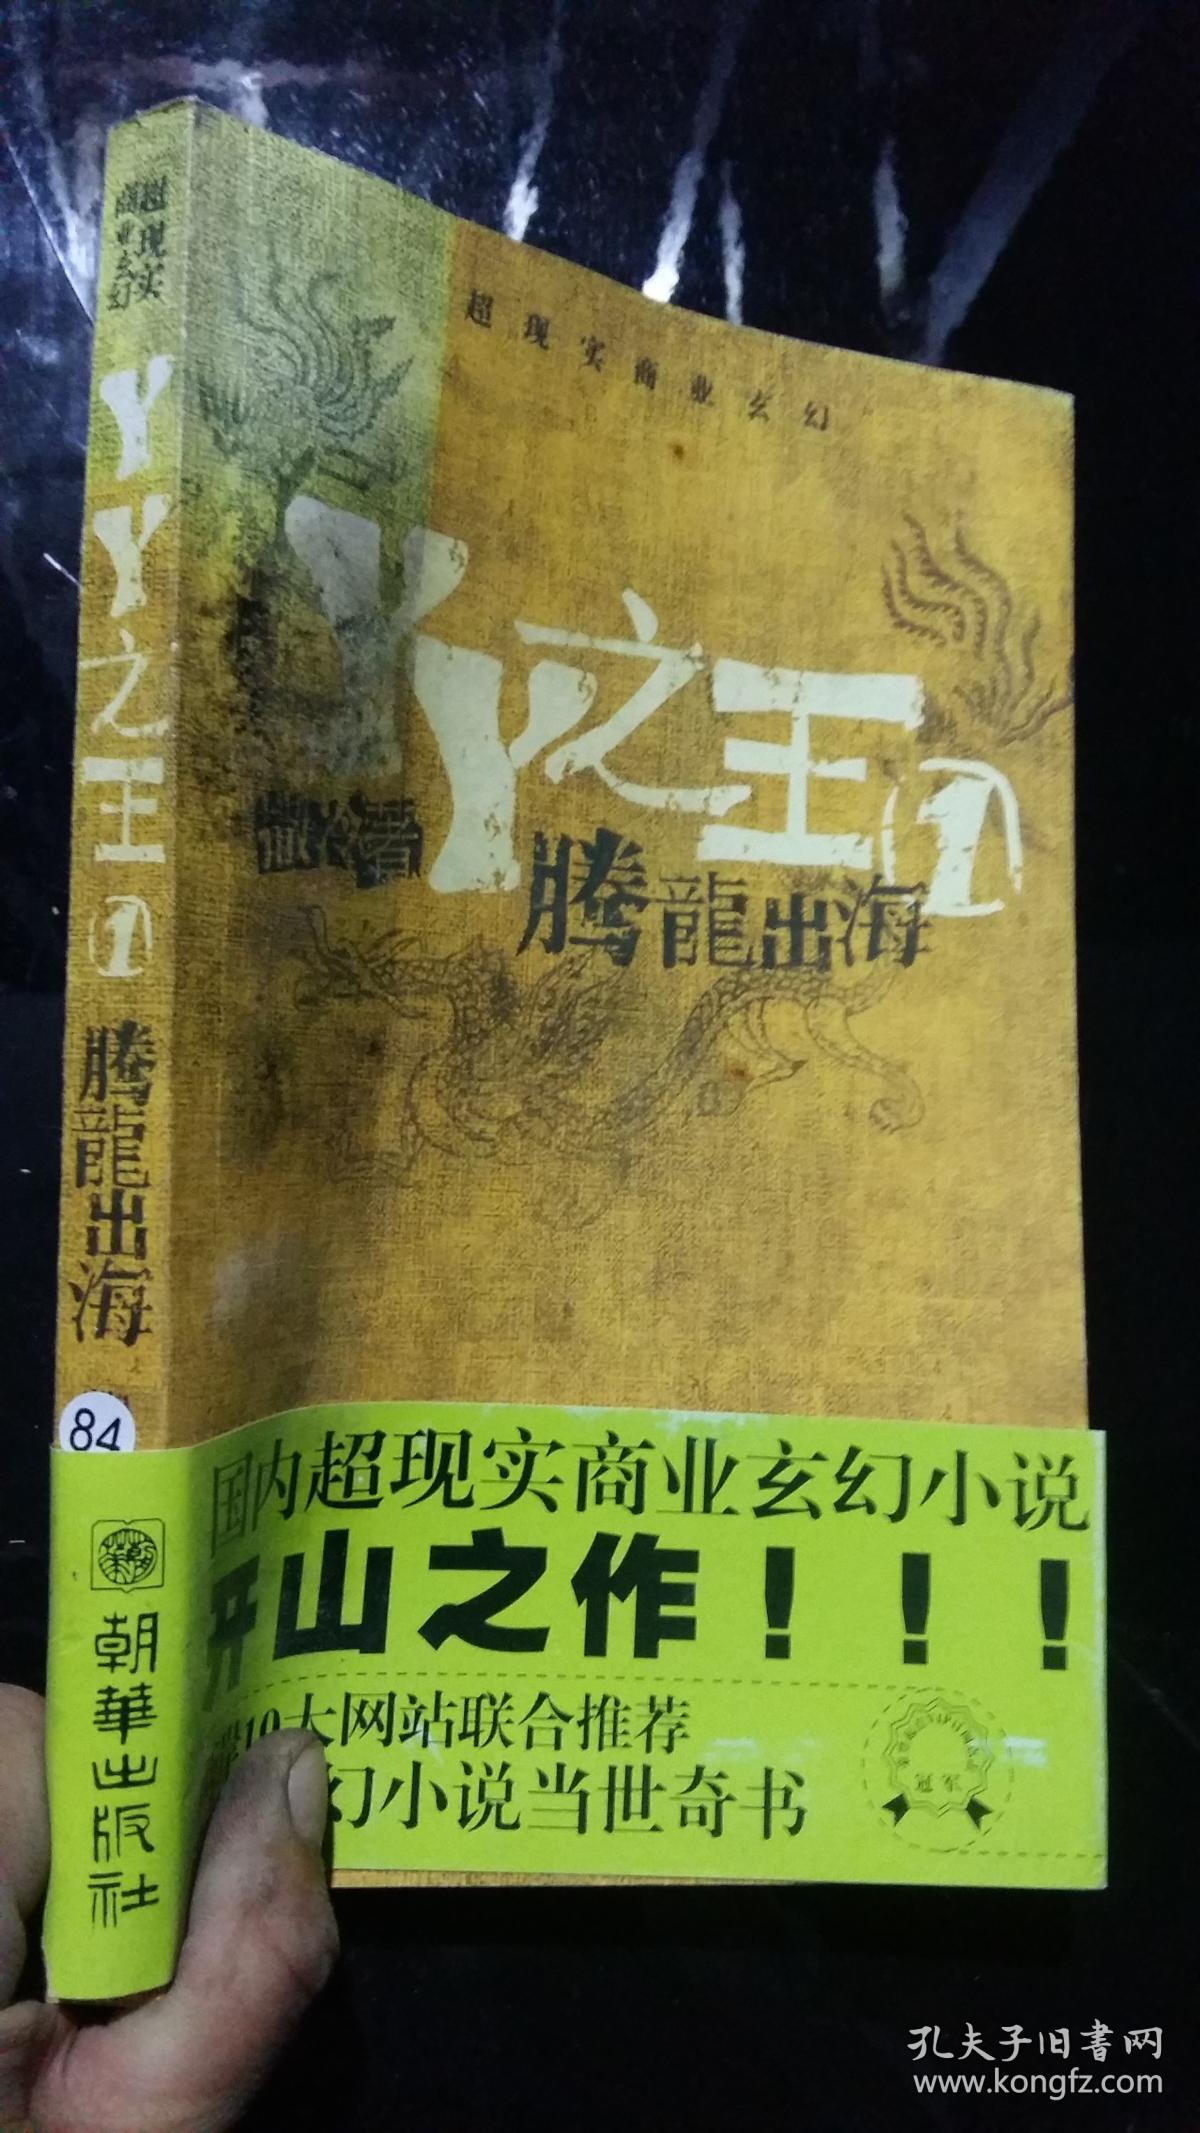 超现实
商业玄幻
YY之王①
腾龍出海
84
朝華出版社
超现实商业玄幻
YY之王①
冷著
腾龍出海
国内超现实商业玄幻小说
开山之作！！！
10大网站联合推荐
幻小说当世奇书
冠军
孔夫子旧書网
www.kongfz.com